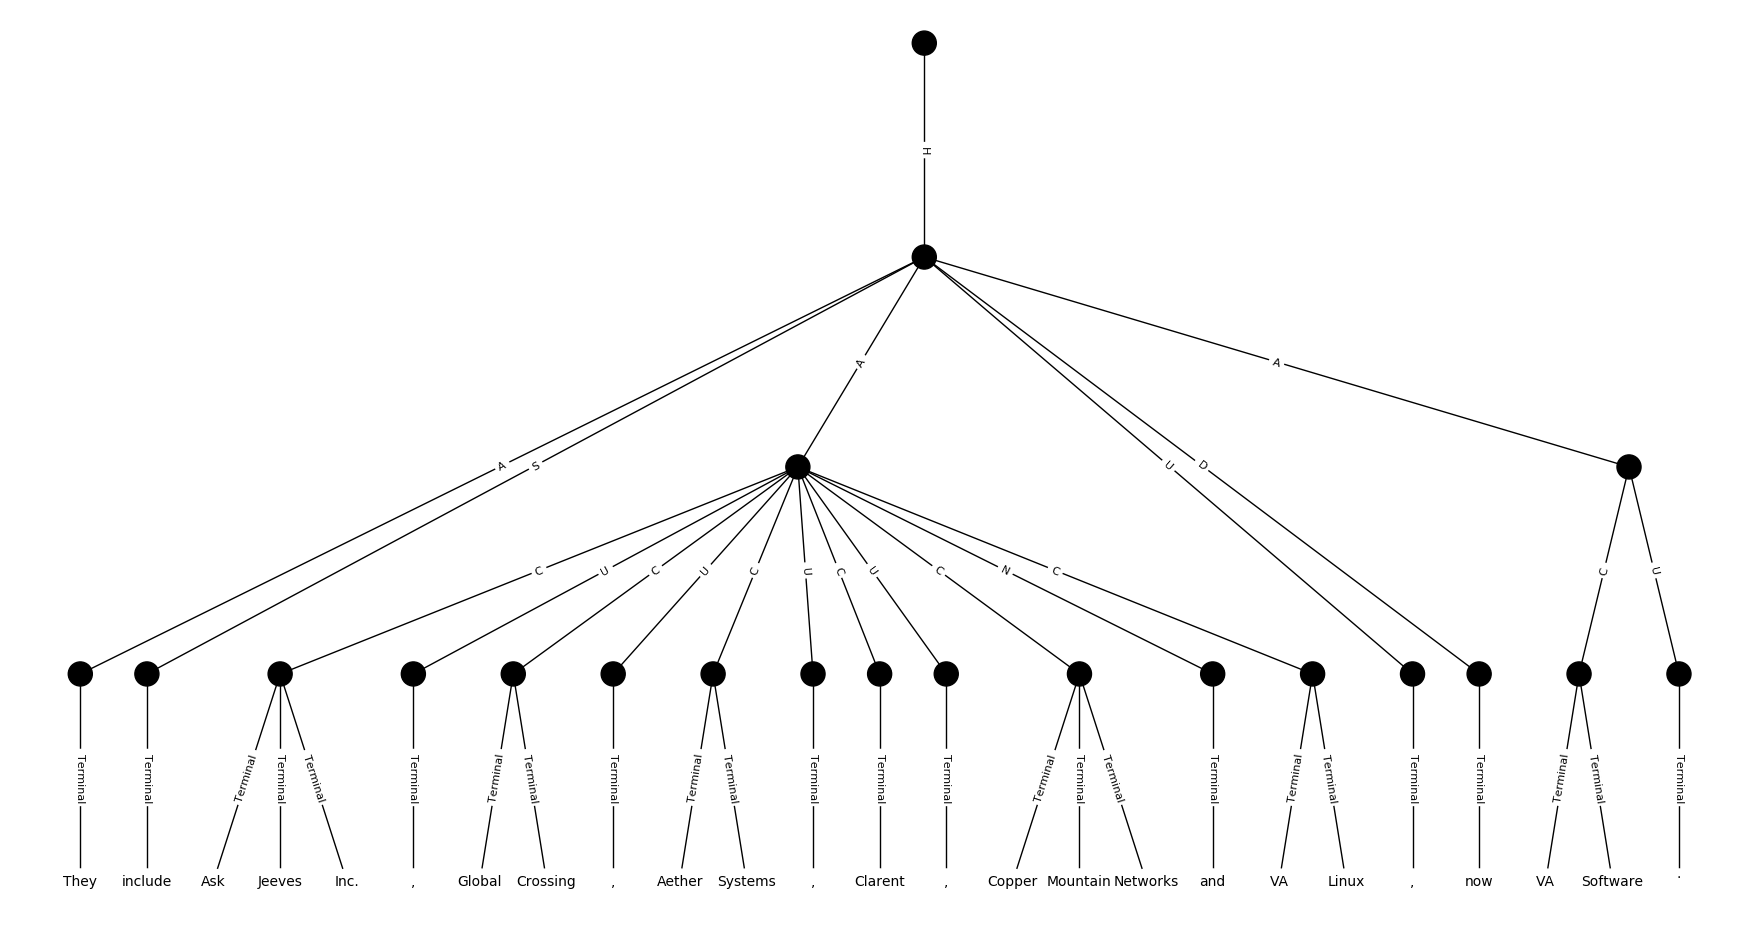 H
A
A
A
S
U
D
C
U
C
U
C
U
C
U
C
N
C
C
U
Terminal Terminal Terminal Terminal Terminal Terminal Terminal Terminal Terminal Terminal Terminal Terminal Terminal Terminal Terminal Terminal Terminal Terminal Terminal Terminal Terminal Terminal Terminal Terminal Terminal
They include Ask Jeeves Inc. , Global Crossing , Aether Systems , Clarent , Copper Mountain Networks and VA Linux , now VA Software .